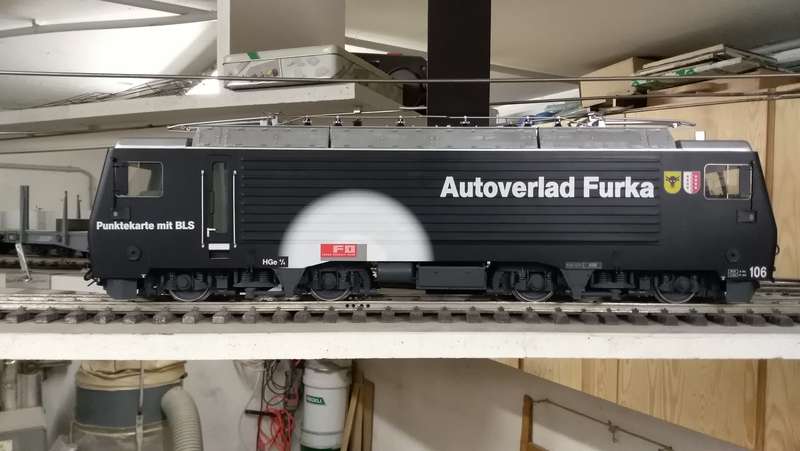 Autoverlad Furka
Punktekarte mit BLS
FO
HGe 4/4
106